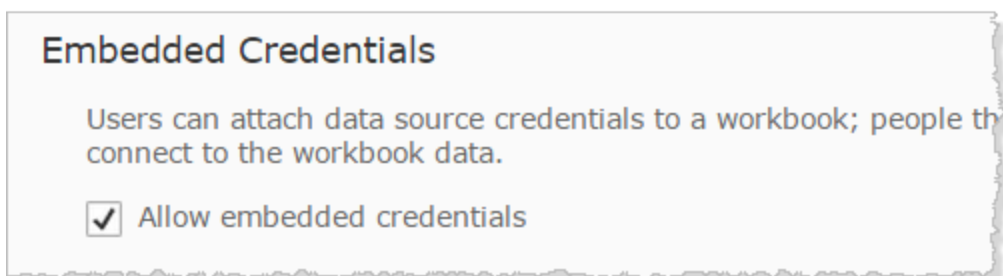 Embedded Credentials
Users can attach data source credentials to a workbook; people
connect to the workbook data.
Allow embedded credentials